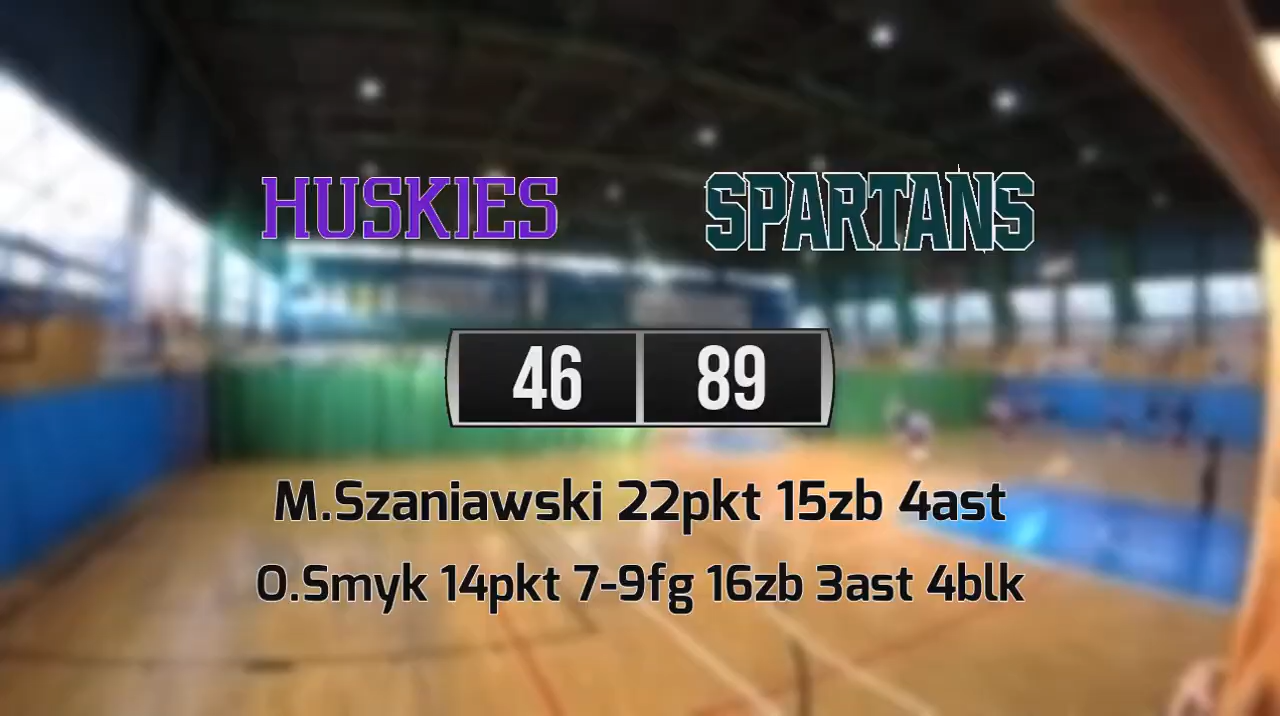 HUSKIES SPARTANS
46 89
M.Szaniawski 22pkt 15zb 4ast
O.Smyk 14pkt 7-9fg 16zb 3ast 4blk